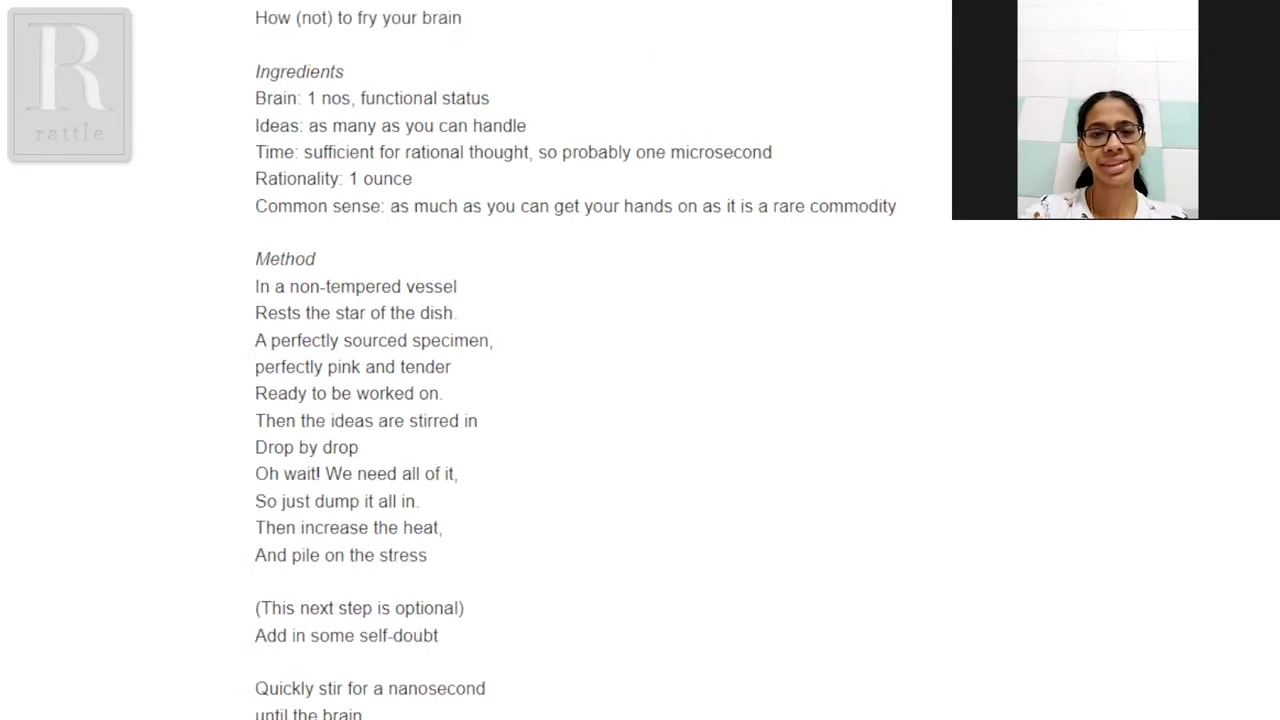 R
rattle
How (not) to fry your brain
Ingredients
Brain: 1 nos, functional status
Ideas: as many as you can handle
Time: sufficient for rational thought, so probably one microsecond
Rationality: 1 ounce
Common sense: as much as you can get your hands on as it is a rare commodity
Method
In a non-tempered vessel
Rests the star of the dish.
A perfectly sourced specimen,
perfectly pink and tender
Ready to be worked on.
Then the ideas are stirred in
Drop by drop
Oh wait! We need all of it,
So just dump it all in.
Then increase the heat,
And pile on the stress
(This next step is optional)
Add in some self-doubt
Quickly stir for a nanosecond
until the brain